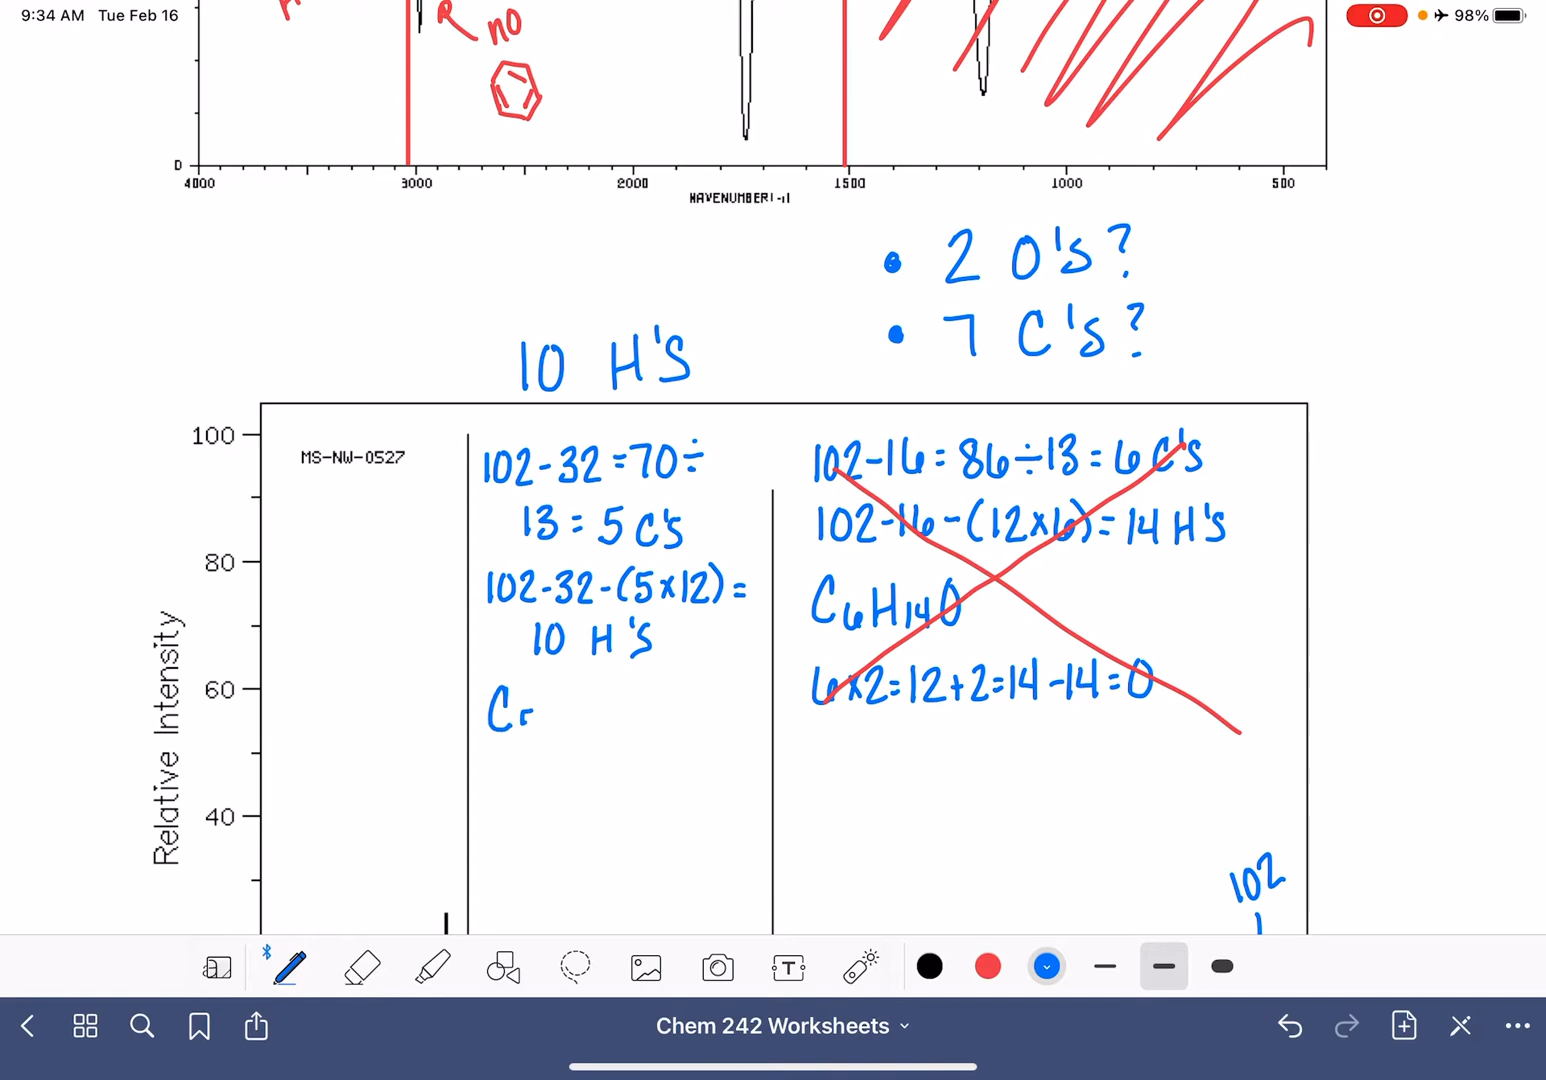 9:34 AM Tue Feb 16
98%
R nO
0
4000 3000 2000 1500 1000 500
• 2 O's?
• 7 C's?
10 H's
100
80
60
40
Relative Intensity
MS-NW-0527
102-32=70÷
13=5 C's
102-32-(5x12)=
10 H's
102-16=86÷13=6 C's
102-16-(12x6)=14 H's
C6H14O
6x2=12+2=14-14=0
102
Chem 242 Worksheets